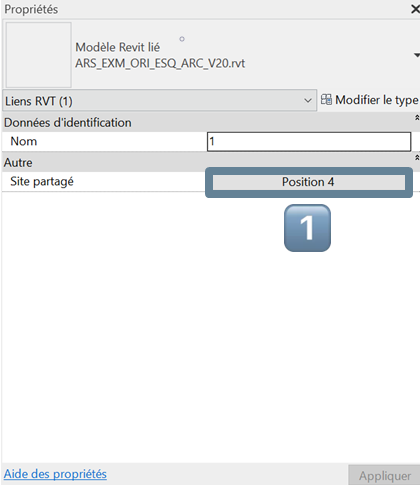 Propriétés
Modèle Revit lié
ARS_EXM_ORI_ESQ_ARC_V20.rvt
Liens RVT (1)
Modifier le type
Données d'identification
Nom 1
Autre
Site partagé Position 4
1
Aide des propriétés Appliquer